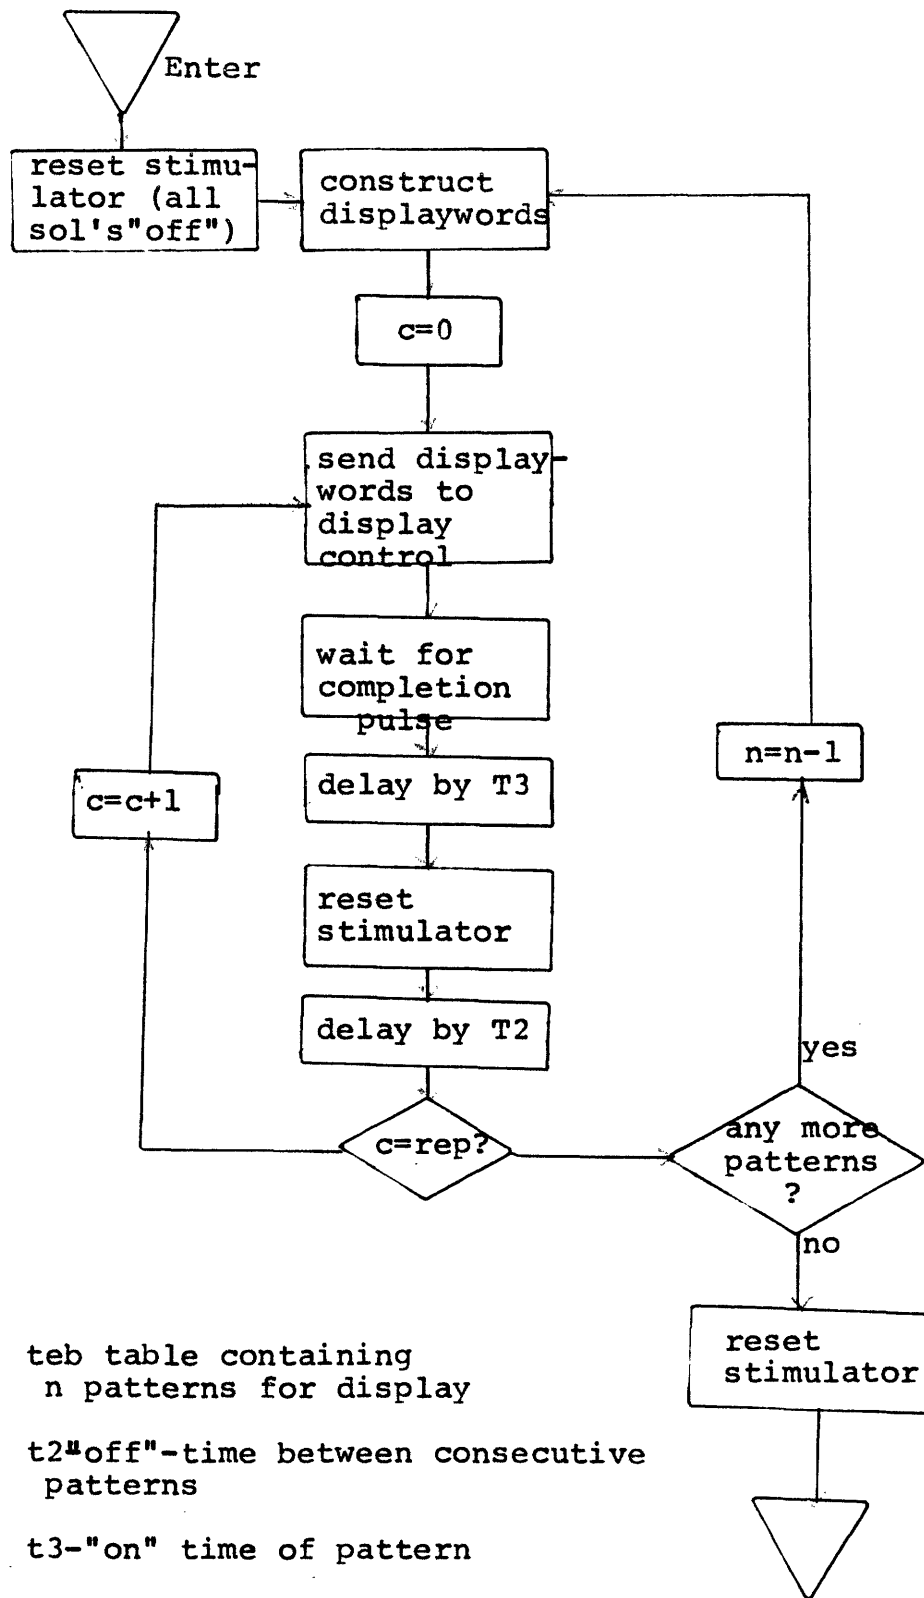 Enter
reset stimu-
lator (all
sol's"off")
construct
displaywords
c=0
send display-
words to
display
control
wait for
completion
pulse
n=n-1
delay by T3
c=c+1
reset
stimulator
delay by T2
yes
c=rep?
any more
patterns
?
no
reset
stimulator
teb table containing
n patterns for display
t2"off"-time between consecutive
patterns
t3-"on" time of pattern